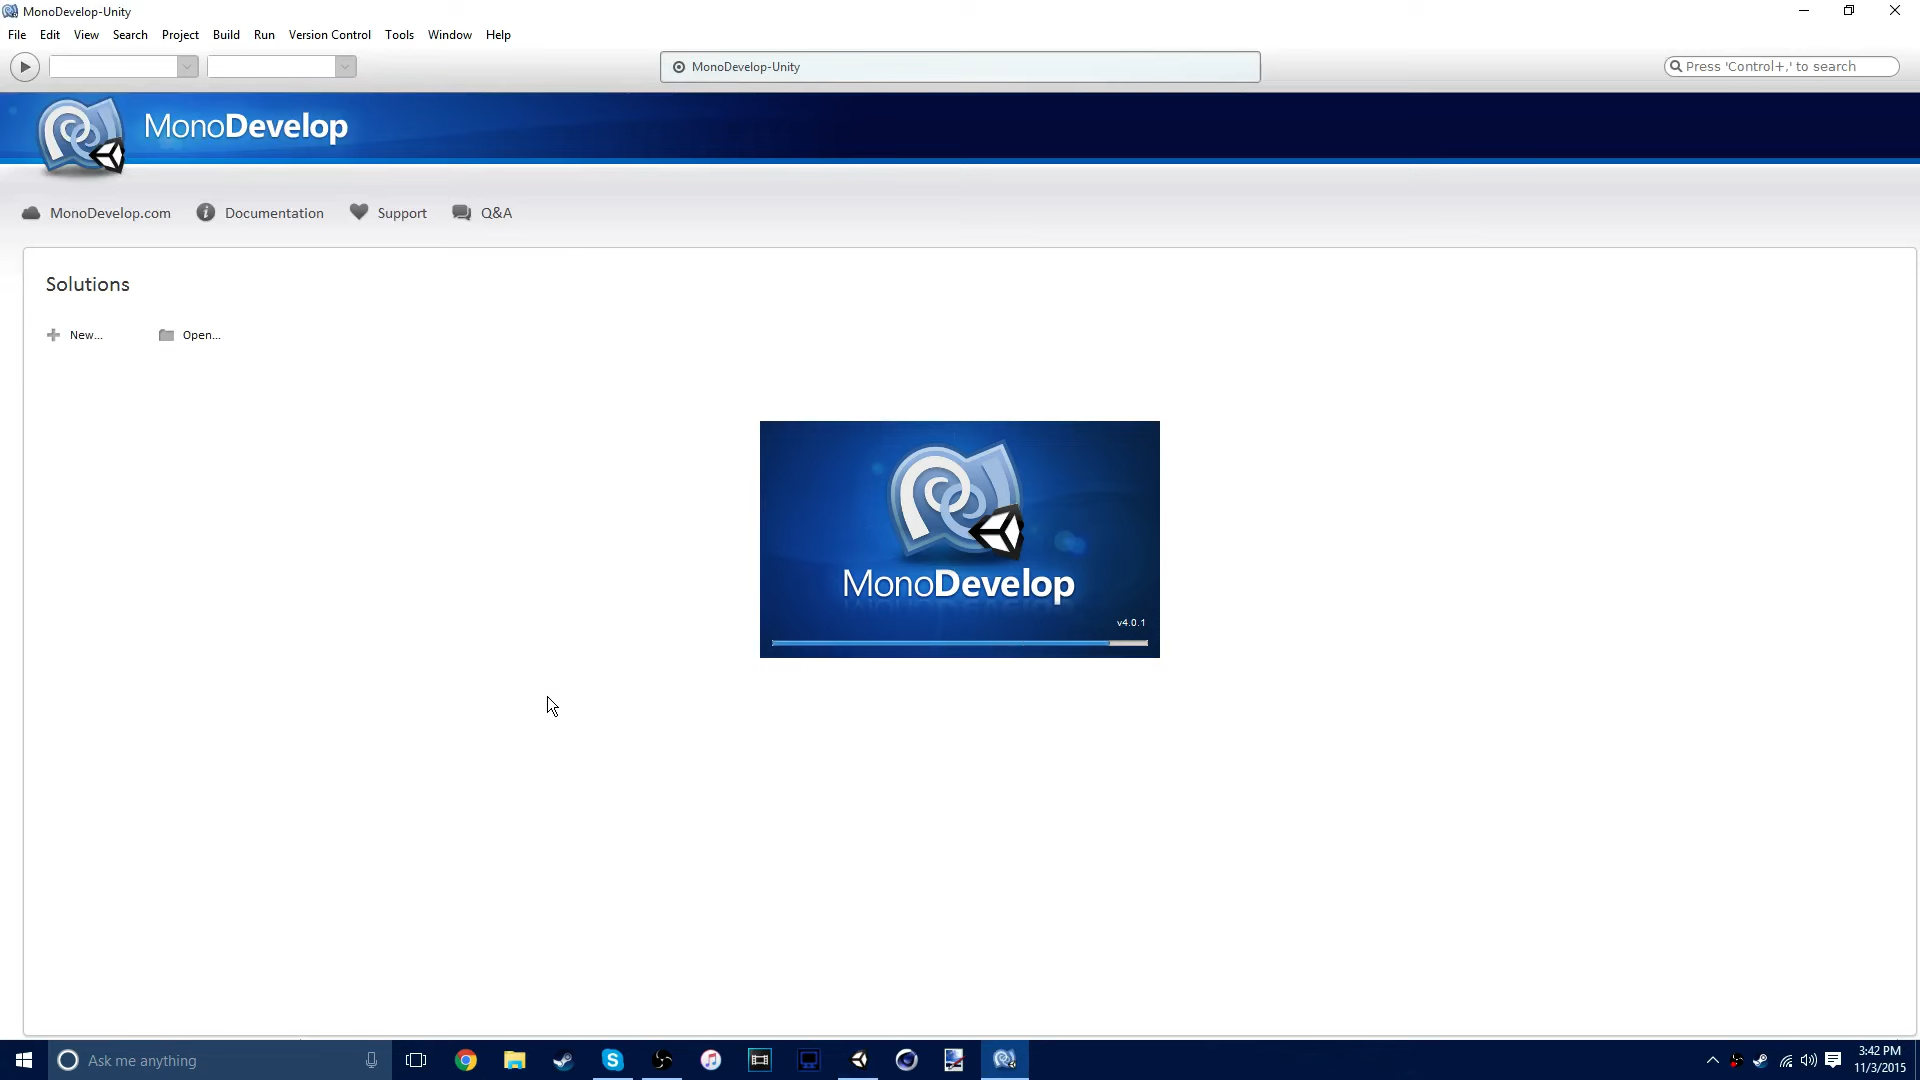 MonoDevelop-Unity
File Edit View Search Project Build Run Version Control Tools Window Help
MonoDevelop-Unity
Press 'Control+,' to search
MonoDevelop
MonoDevelop.com Documentation Support Q&A
Solutions
New... Open...
MonoDevelop
v4.0.1
Ask me anything
3:42 PM
11/3/2015